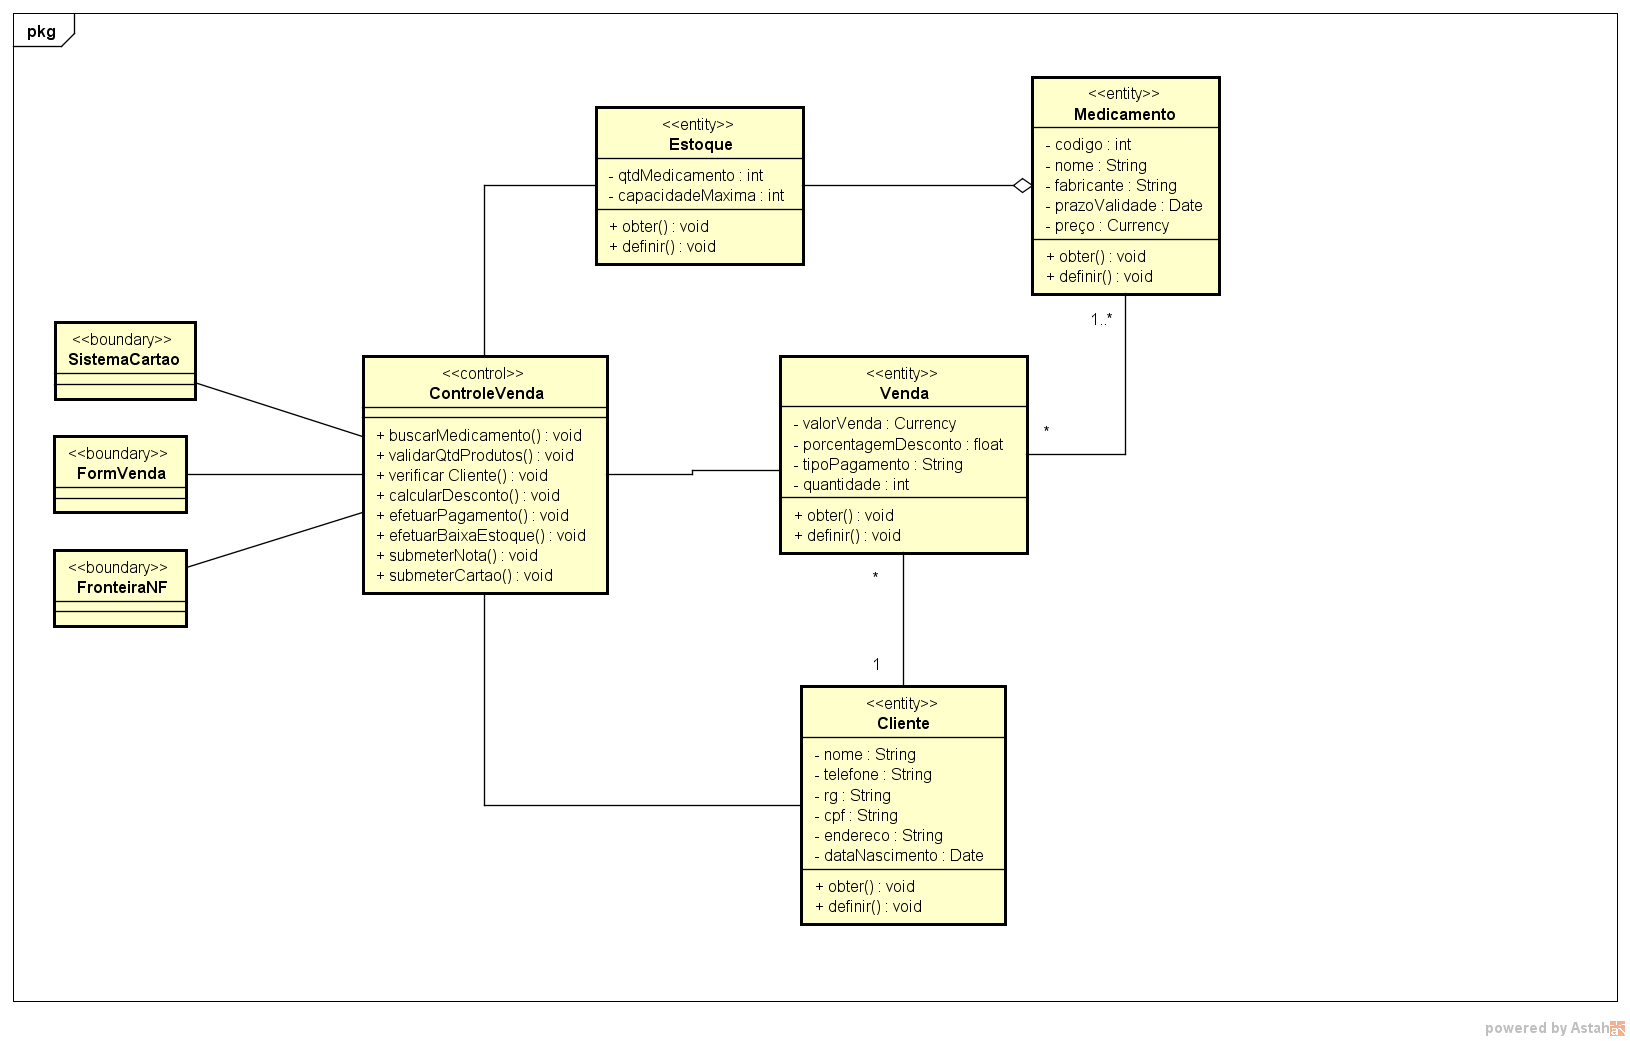 pkg
<<entity>>
Medicamento
- codigo : int
- nome : String
- fabricante : String
- prazoValidade : Date
- preço : Currency
+ obter() : void
+ definir() : void
<<entity>>
Estoque
- qtdMedicamento : int
- capacidadeMaxima : int
+ obter() : void
+ definir() : void
1..*
<<boundary>>
SistemaCartao
<<boundary>>
FormVenda
<<boundary>>
FronteiraNF
<<control>>
ControleVenda
+ buscarMedicamento() : void
+ validarQtdProdutos() : void
+ verificar Cliente() : void
+ calcularDesconto() : void
+ efetuarPagamento() : void
+ efetuarBaixaEstoque() : void
+ submeterNota() : void
+ submeterCartao() : void
<<entity>>
Venda
- valorVenda : Currency
- porcentagemDesconto : float
- tipoPagamento : String
- quantidade : int
+ obter() : void
+ definir() : void
*
*
1
<<entity>>
Cliente
- nome : String
- telefone : String
- rg : String
- cpf : String
- endereco : String
- dataNascimento : Date
+ obter() : void
+ definir() : void
powered by Astah